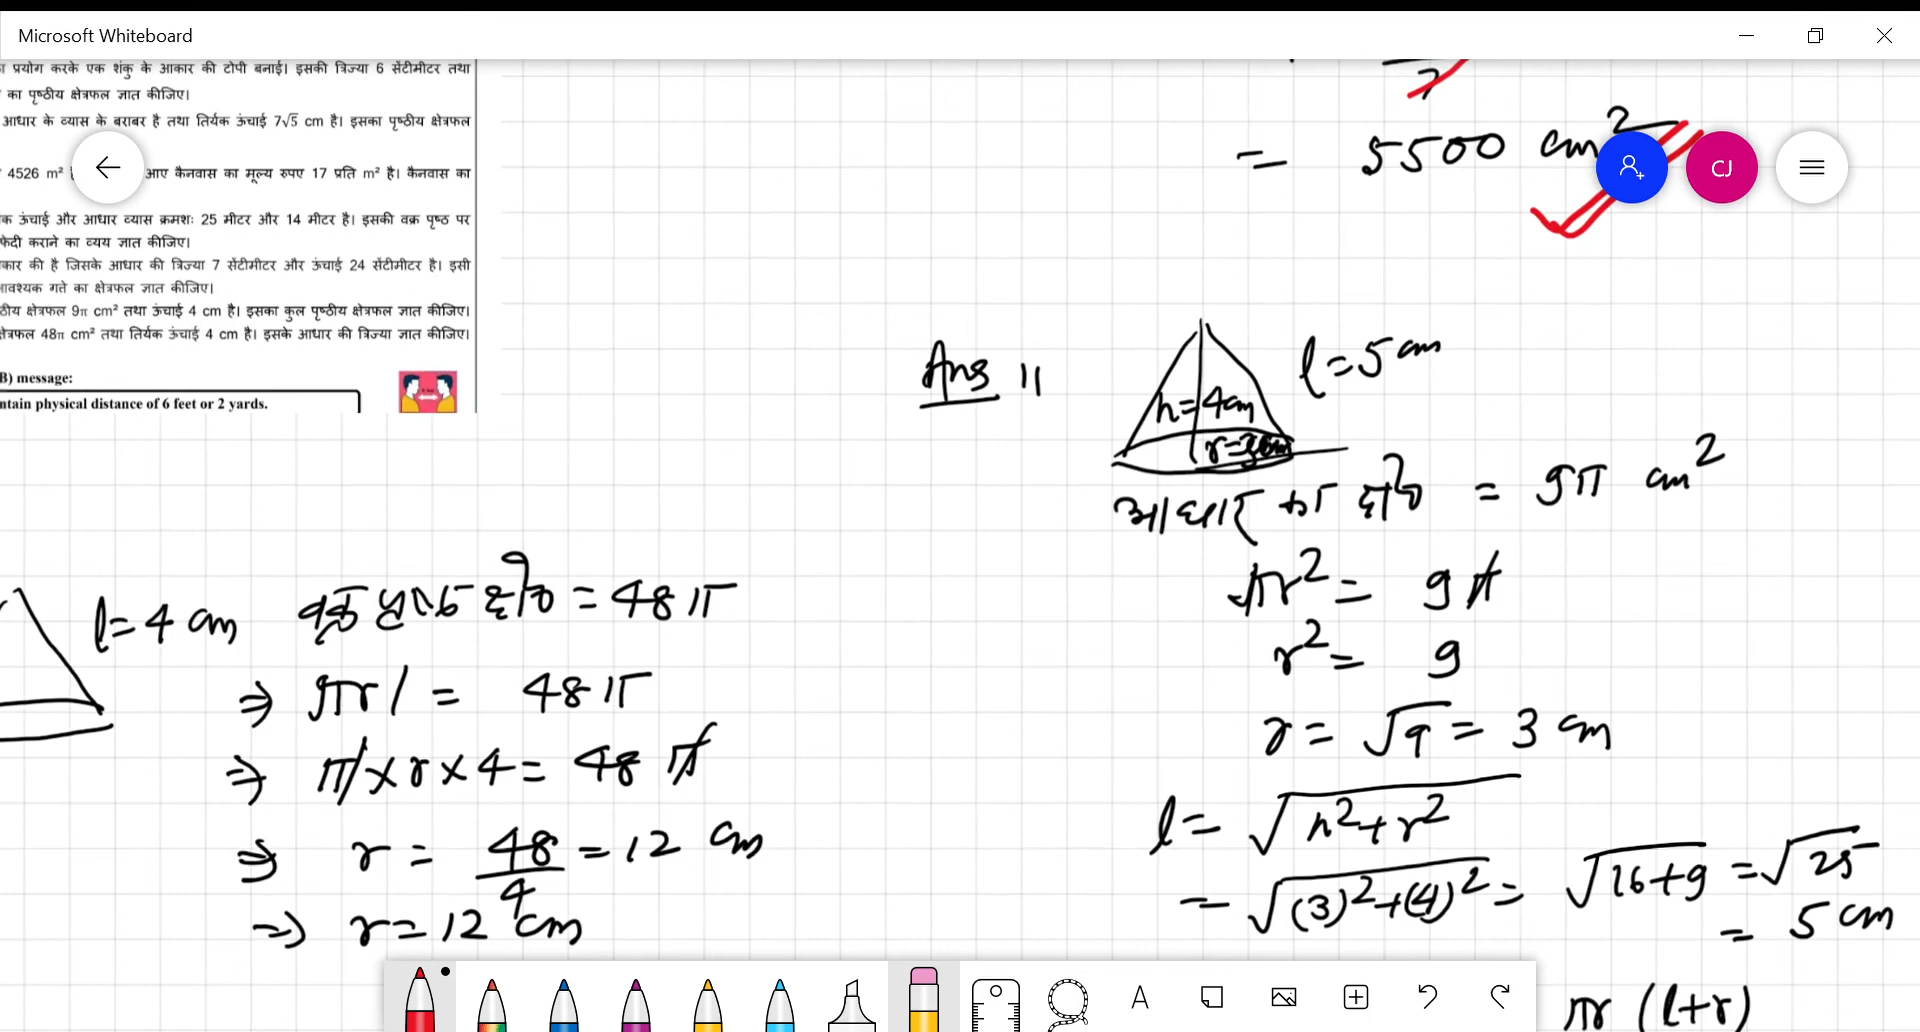 Microsoft Whiteboard
ा प्रयोग करके एक शंकु के आकार की टोपी बनाई। इसकी त्रिज्या 6 सेंटीमीटर तथा
का पृष्ठीय क्षेत्रफल ज्ञात कीजिए।
आधार के व्यास के बराबर है तथा तिर्यक ऊंचाई 7√5 cm है। इसका पृष्ठीय क्षेत्रफल
4526 m² आए कैनवास का मूल्य रुपए 17 प्रति m² है। कैनवास का
क ऊंचाई और आधार व्यास क्रमशः 25 मीटर और 14 मीटर है। इसकी वक्र पृष्ठ पर
फेदी कराने का व्यय ज्ञात कीजिए।
कार की है जिसके आधार की त्रिज्या 7 सेंटीमीटर और ऊंचाई 24 सेंटीमीटर है। इसी
ावश्यक गते का क्षेत्रफल ज्ञात कीजिए।
ठीय क्षेत्रफल 9π cm² तथा ऊंचाई 4 cm है। इसका कुल पृष्ठीय क्षेत्रफल ज्ञात कीजिए।
क्षेत्रफल 48π cm² तथा तिर्यक ऊंचाई 4 cm है। इसके आधार की त्रिज्या ज्ञात कीजिए।
B) message:
ntain physical distance of 6 feet or 2 yards.
l=4 cm वक्र पृष्ठ क्षे० = 48π
⇒ πrl = 48π
⇒ π×r×4 = 48π
⇒ r = 48/4 = 12 cm
⇒ r = 12 cm
7
= 5500 cm²
CJ
Ans 11
l=5cm
h=4cm
r=3cm
आधार का क्षे० = 9π cm²
πr² = 9π
r² = 9
r = √9 = 3 cm
l = √h²+r²
= √(3)²+(4)² = √16+9 = √25
= 5 cm
πr (l+r)
A